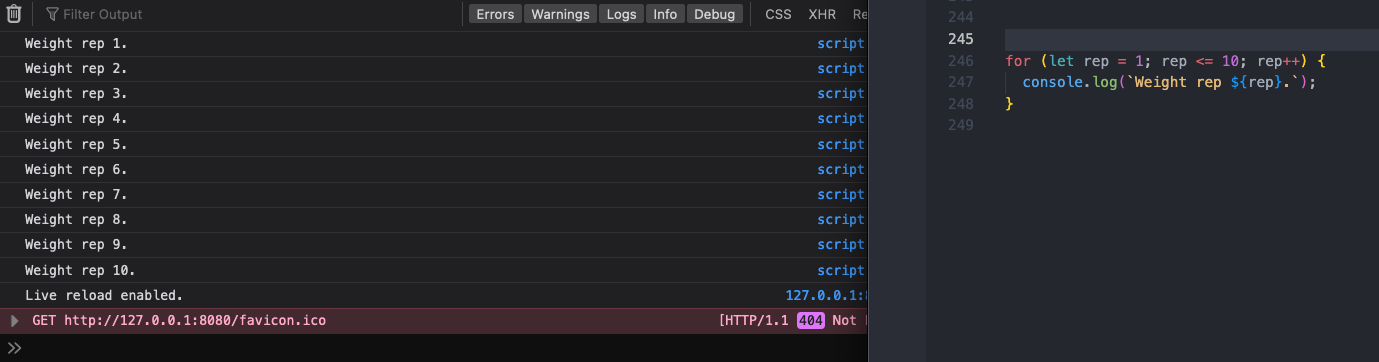 Filter Output Errors Warnings Logs Info Debug CSS XHR
Weight rep 1. script
Weight rep 2. script
Weight rep 3. script
Weight rep 4. script
Weight rep 5. script
Weight rep 6. script
Weight rep 7. script
Weight rep 8. script
Weight rep 9. script
Weight rep 10. script
Live reload enabled. 127.0.0.1:
GET http://127.0.0.1:8080/favicon.ico [HTTP/1.1 404 Not
244
245
246 for (let rep = 1; rep <= 10; rep++) {
247 console.log(`Weight rep ${rep}.`);
248 }
249